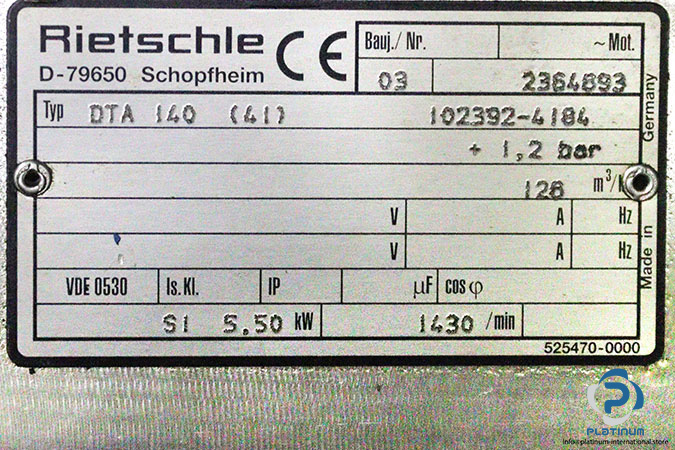 Rietschle CE Bauj./ Nr. ~Mot.
D-79650 Schopfheim 03 2364893
Typ DTA 140 (41) 102392-4184
+ 1,2 bar
128 m³/
V A Hz
V A Hz
VDE 0530 Is.Kl. IP µF cos φ
S1 5.50 kW 1430 /min
525470-0000
Made in Germany
PLATINUM
info@platinum-international.store